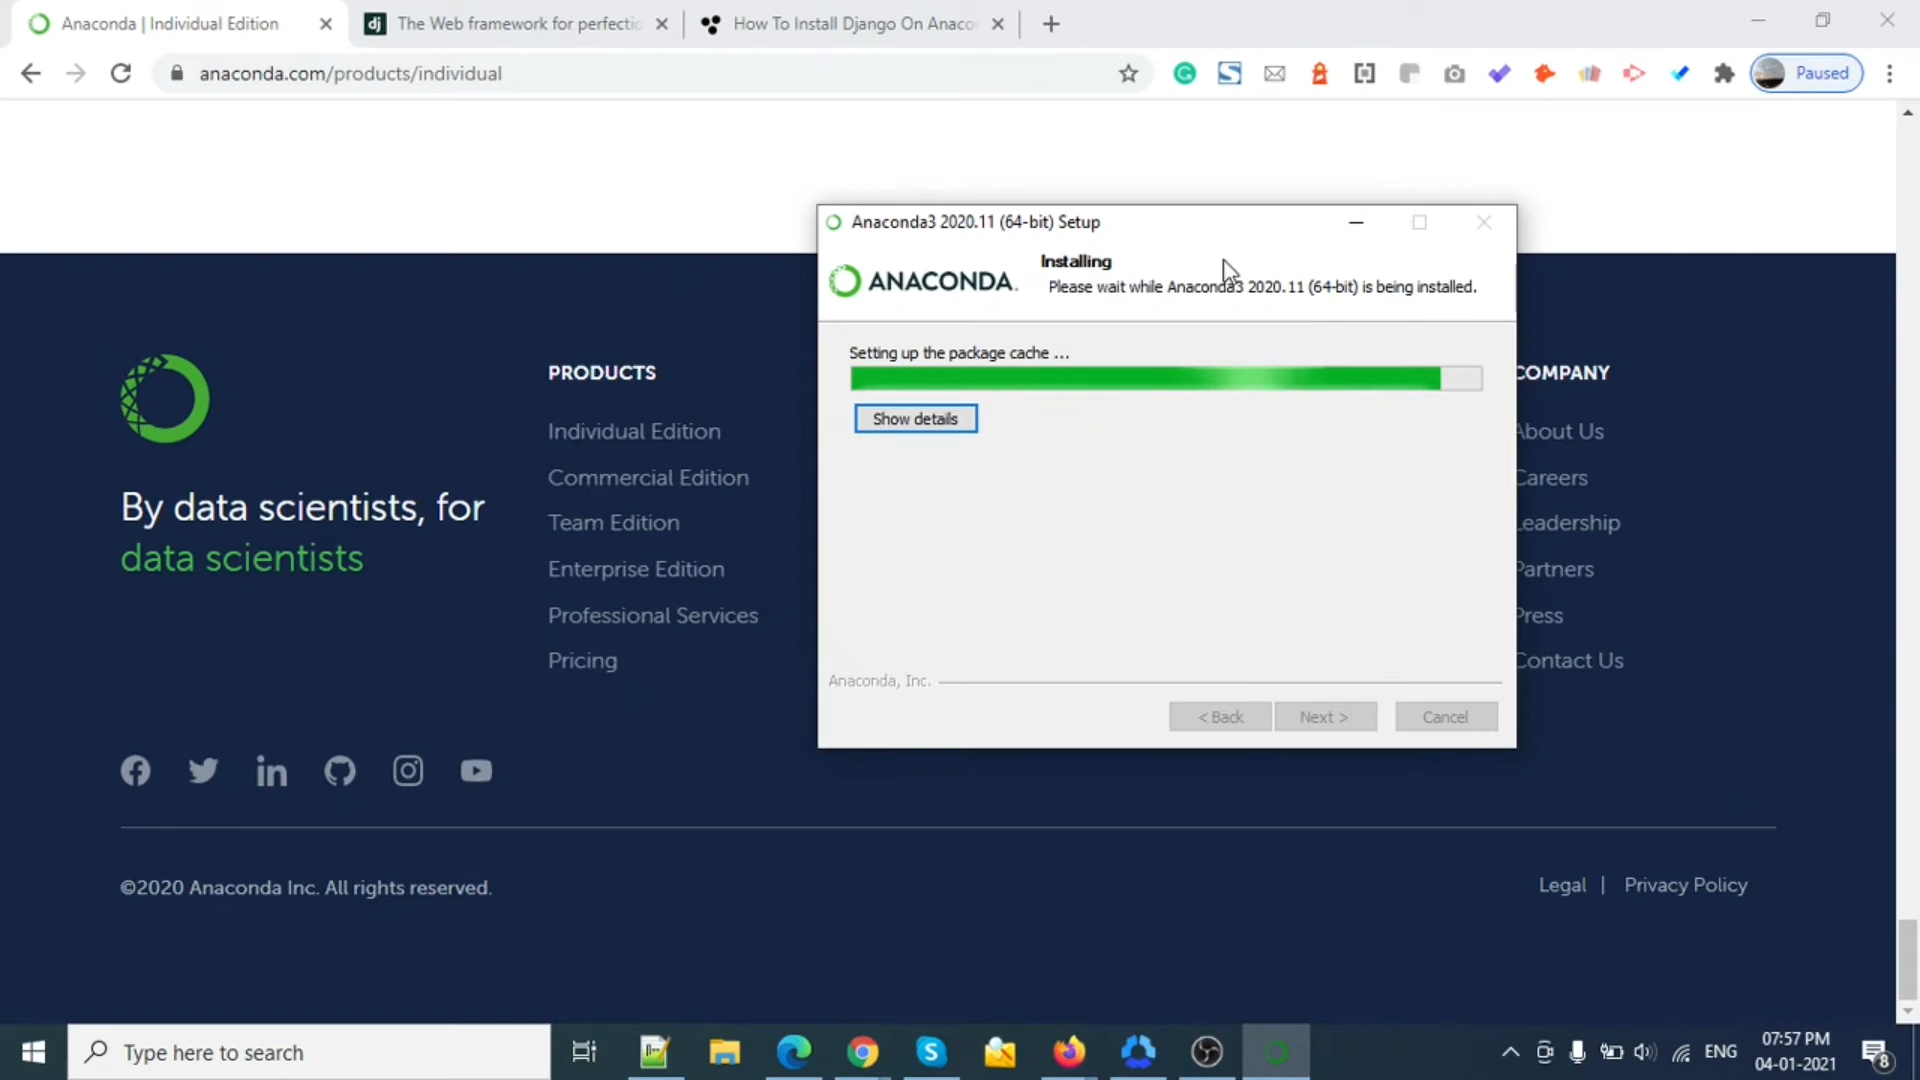 Anaconda | Individual Edition
The Web framework for perfectio
How To Install Django On Anaco
anaconda.com/products/individual
Paused
Anaconda3 2020.11 (64-bit) Setup
ANACONDA.
Installing
Please wait while Anaconda3 2020.11 (64-bit) is being installed.
Setting up the package cache ...
Show details
Anaconda, Inc.
< Back
Next >
Cancel
By data scientists, for
data scientists
PRODUCTS
Individual Edition
Commercial Edition
Team Edition
Enterprise Edition
Professional Services
Pricing
COMPANY
About Us
Careers
Leadership
Partners
Press
Contact Us
©2020 Anaconda Inc. All rights reserved.
Legal | Privacy Policy
Type here to search
ENG
07:57 PM
04-01-2021
8